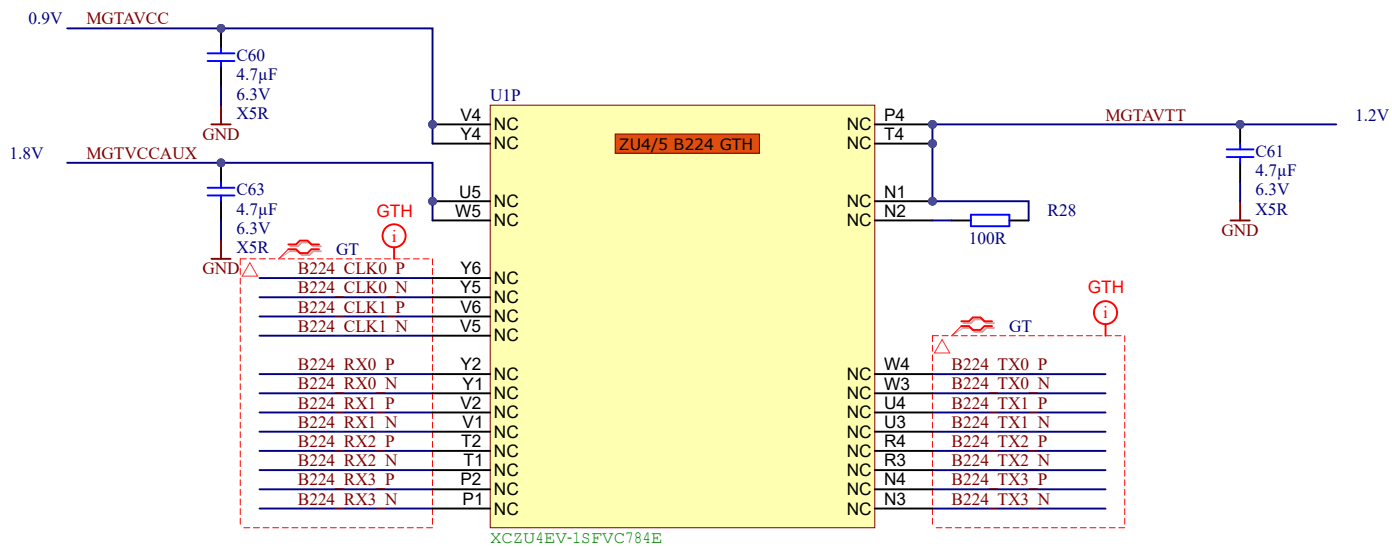 0.9V MGTAVCC
C60
4.7µF
6.3V
X5R
GND
1.8V MGTVCCAUX
C63
4.7µF
6.3V
X5R
GND
U1P
ZU4/5 B224 GTH
V4 NC
Y4 NC
U5 NC
W5 NC
GTH
i
GT
B224_CLK0_P Y6 NC
B224_CLK0_N Y5 NC
B224_CLK1_P V6 NC
B224_CLK1_N V5 NC
B224_RX0_P Y2 NC
B224_RX0_N Y1 NC
B224_RX1_P V2 NC
B224_RX1_N V1 NC
B224_RX2_P T2 NC
B224_RX2_N T1 NC
B224_RX3_P P2 NC
B224_RX3_N P1 NC
NC P4 MGTAVTT 1.2V
NC T4
C61
4.7µF
6.3V
X5R
GND
NC N1
NC N2
R28
100R
GTH
i
GT
NC W4 B224_TX0_P
NC W3 B224_TX0_N
NC U4 B224_TX1_P
NC U3 B224_TX1_N
NC R4 B224_TX2_P
NC R3 B224_TX2_N
NC N4 B224_TX3_P
NC N3 B224_TX3_N
XCZU4EV-1SFVC784E